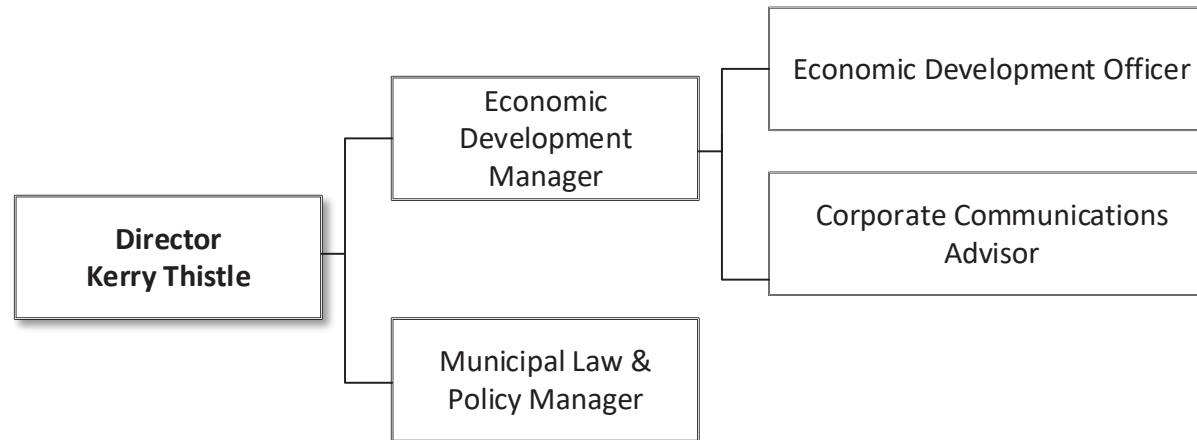 Director
Kerry Thistle
Economic
Development
Manager
Municipal Law &
Policy Manager
Economic Development Officer
Corporate Communications
Advisor